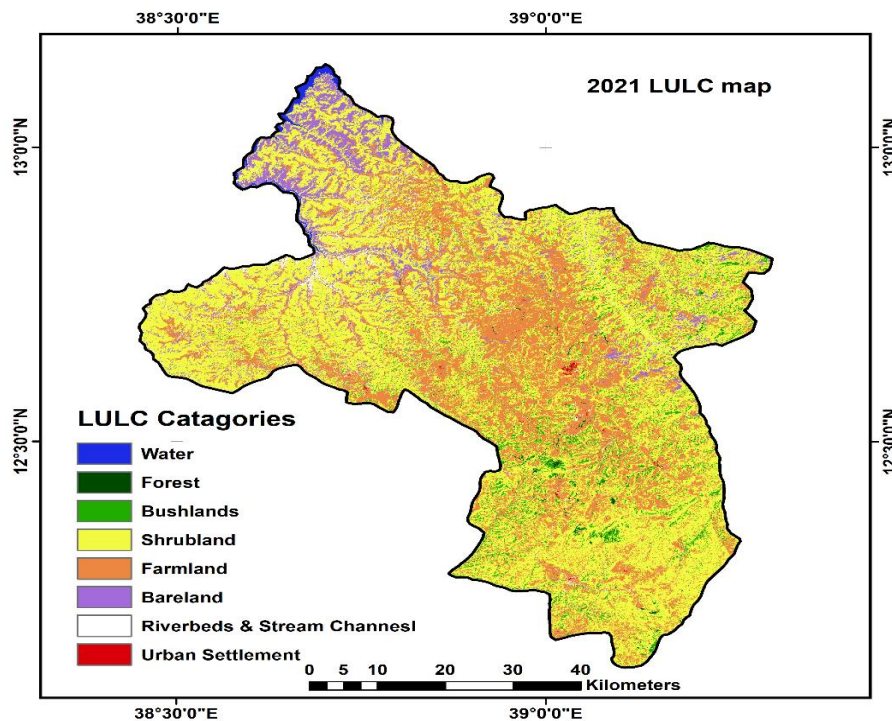 38°30'0"E 39°0'0"E
2021 LULC map
13°0'0"N 13°0'0"N
12°30'0"N 12°30'0"N
LULC Catagories
Water
Forest
Bushlands
Shrubland
Farmland
Bareland
Riverbeds & Stream Channesl
Urban Settlement
0 5 10 20 30 40
Kilometers
38°30'0"E 39°0'0"E